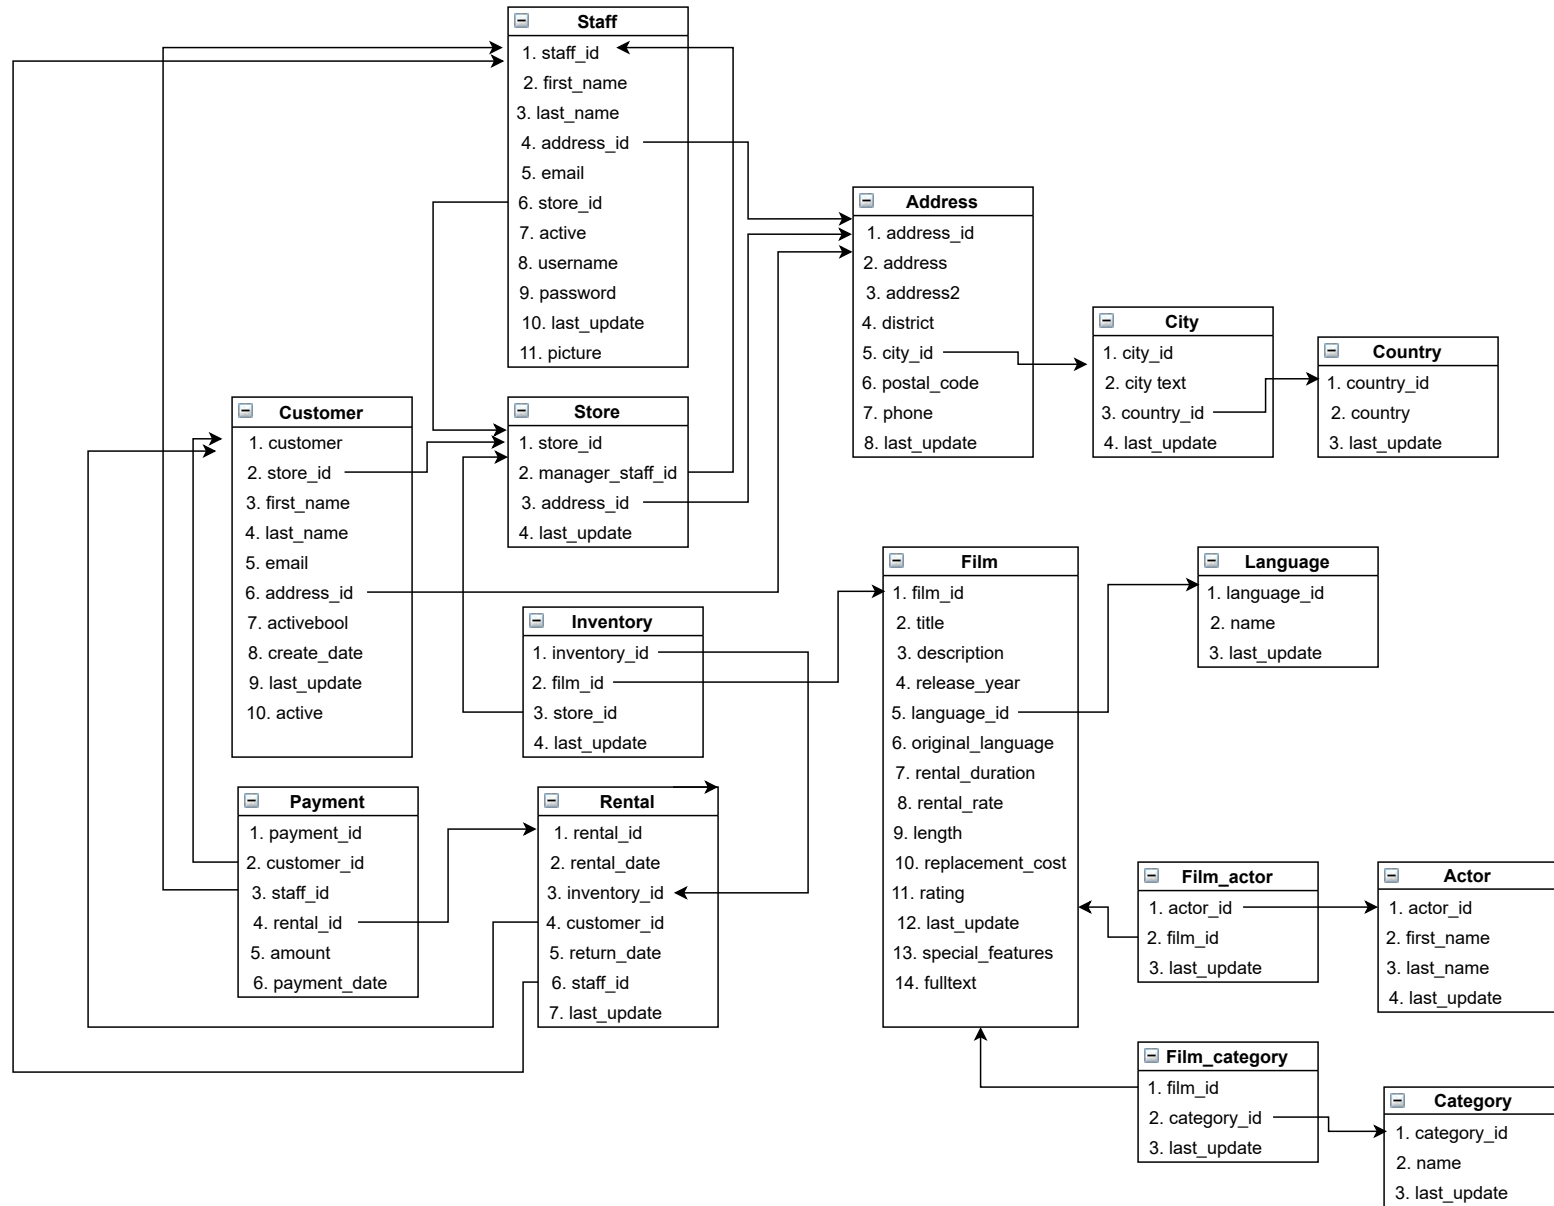 Staff
1. staff_id
2. first_name
3. last_name
4. address_id
5. email
6. store_id
7. active
8. username
9. password
10. last_update
11. picture
Address
1. address_id
2. address
3. address2
4. district
5. city_id
6. postal_code
7. phone
8. last_update
City
1. city_id
2. city text
3. country_id
4. last_update
Country
1. country_id
2. country
3. last_update
Customer
1. customer
2. store_id
3. first_name
4. last_name
5. email
6. address_id
7. activebool
8. create_date
9. last_update
10. active
Store
1. store_id
2. manager_staff_id
3. address_id
4. last_update
Inventory
1. inventory_id
2. film_id
3. store_id
4. last_update
Film
1. film_id
2. title
3. description
4. release_year
5. language_id
6. original_language
7. rental_duration
8. rental_rate
9. length
10. replacement_cost
11. rating
12. last_update
13. special_features
14. fulltext
Language
1. language_id
2. name
3. last_update
Payment
1. payment_id
2. customer_id
3. staff_id
4. rental_id
5. amount
6. payment_date
Rental
1. rental_id
2. rental_date
3. inventory_id
4. customer_id
5. return_date
6. staff_id
7. last_update
Film_actor
1. actor_id
2. film_id
3. last_update
Actor
1. actor_id
2. first_name
3. last_name
4. last_update
Film_category
1. film_id
2. category_id
3. last_update
Category
1. category_id
2. name
3. last_update